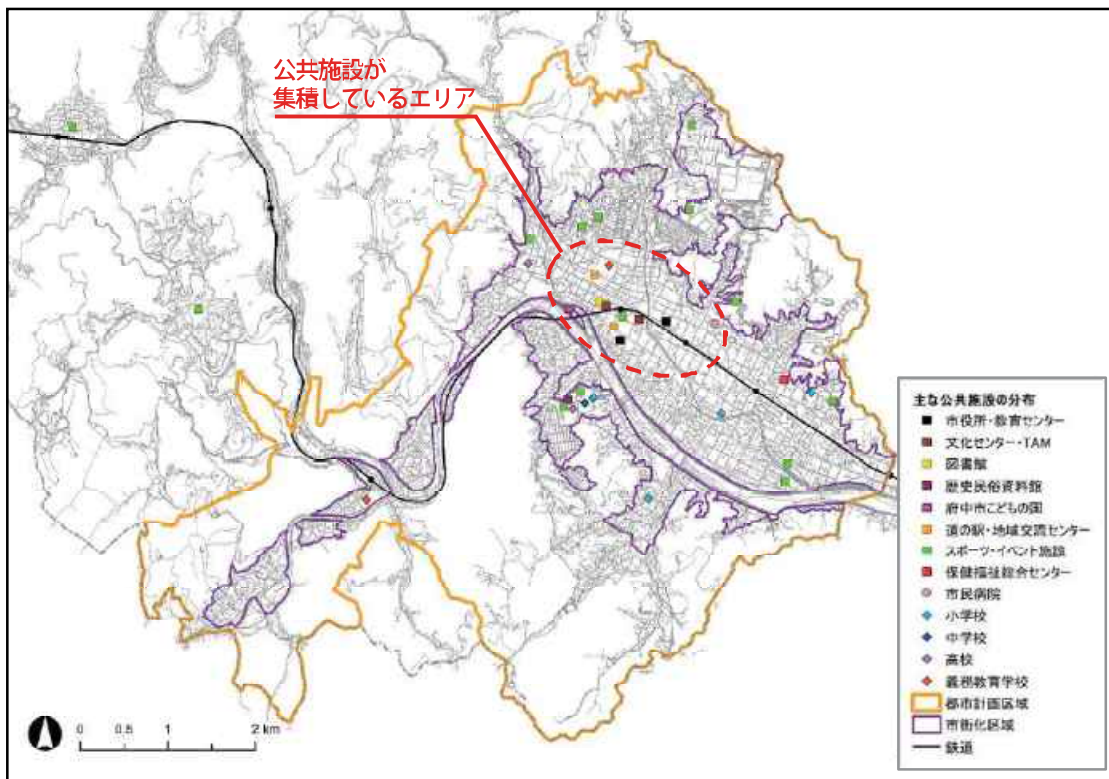 公共施設が
集積しているエリア
主な公共施設の分布
市役所・教育センター
文化センター・TAM
図書館
歴史民俗資料館
府中市こどもの国
道の駅・地域交流センター
スポーツ・イベント施設
保健福祉総合センター
市民病院
小学校
中学校
高校
義務教育学校
都市計画区域
市街化区域
鉄道
0 0.5 1 2 km